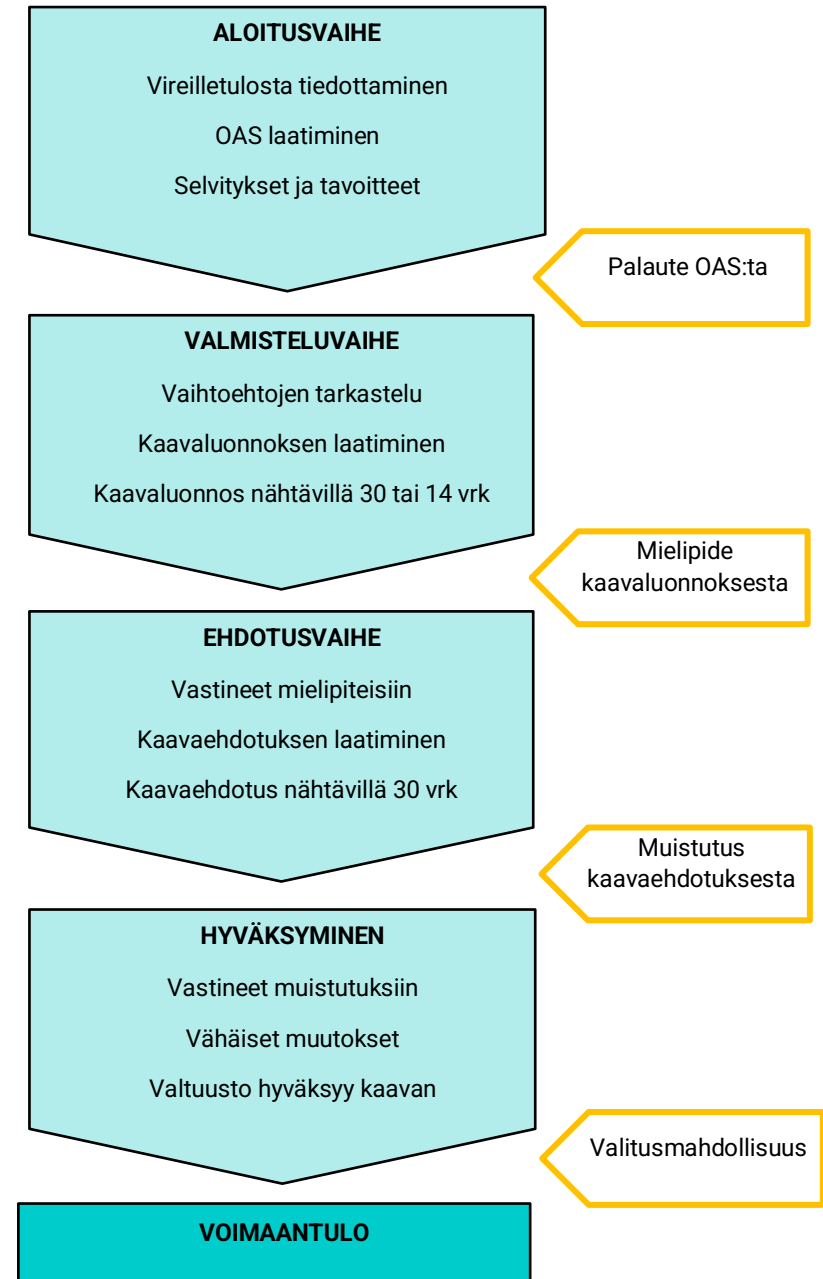 ALOITUSVAIHE
Vireilletulosta tiedottaminen
OAS laatiminen
Selvitykset ja tavoitteet
Palaute OAS:ta
VALMISTELUVAIHE
Vaihtoehtojen tarkastelu
Kaavaluonnoksen laatiminen
Kaavaluonnos nähtävillä 30 tai 14 vrk
Mielipide
kaavaluonnoksesta
EHDOTUSVAIHE
Vastineet mielipiteisiin
Kaavaehdotuksen laatiminen
Kaavaehdotus nähtävillä 30 vrk
Muistutus
kaavaehdotuksesta
HYVÄKSYMINEN
Vastineet muistutuksiin
Vähäiset muutokset
Valtuusto hyväksyy kaavan
Valitusmahdollisuus
VOIMAANTULO